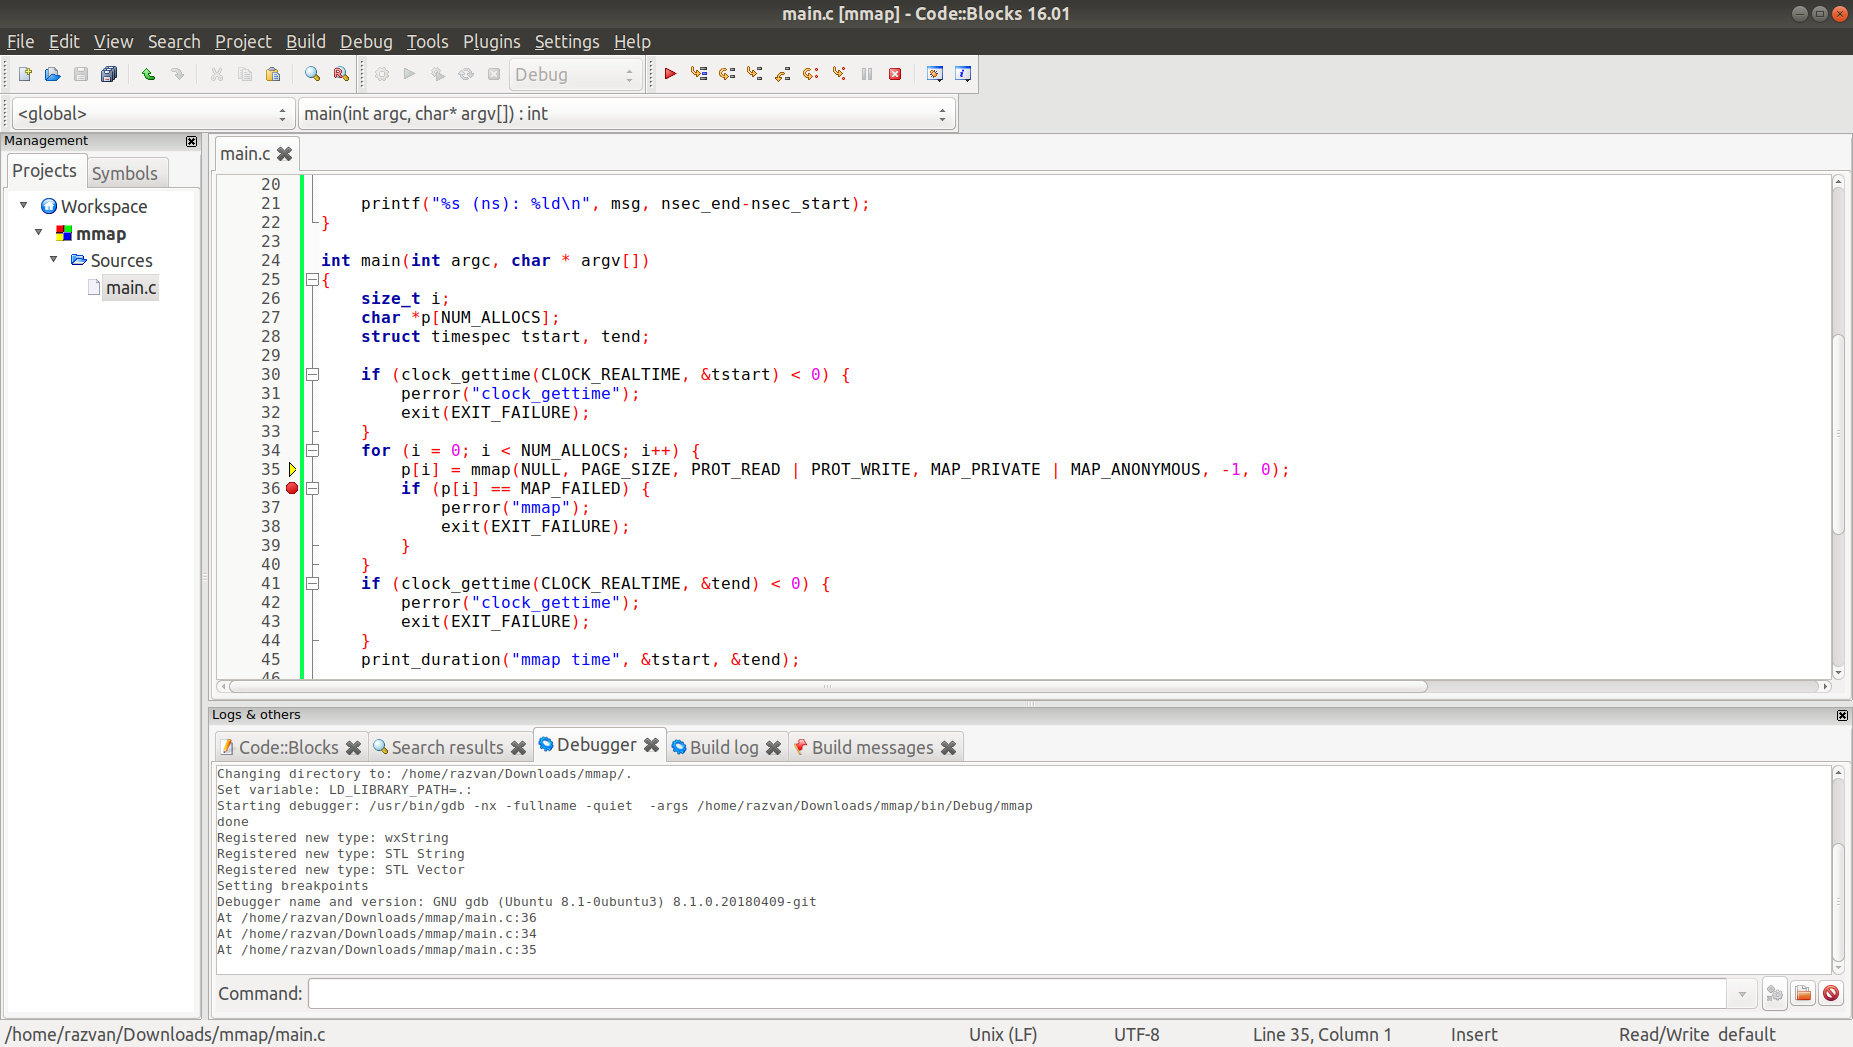 main.c [mmap] - Code::Blocks 16.01
File Edit View Search Project Build Debug Tools Plugins Settings Help
Debug
<global> main(int argc, char* argv[]) : int
Management
Projects Symbols
Workspace
mmap
Sources
main.c
main.c
20
21     printf("%s (ns): %ld\n", msg, nsec_end-nsec_start);
22 }
23
24 int main(int argc, char * argv[])
25 {
26     size_t i;
27     char *p[NUM_ALLOCS];
28     struct timespec tstart, tend;
29
30     if (clock_gettime(CLOCK_REALTIME, &tstart) < 0) {
31         perror("clock_gettime");
32         exit(EXIT_FAILURE);
33     }
34     for (i = 0; i < NUM_ALLOCS; i++) {
35         p[i] = mmap(NULL, PAGE_SIZE, PROT_READ | PROT_WRITE, MAP_PRIVATE | MAP_ANONYMOUS, -1, 0);
36         if (p[i] == MAP_FAILED) {
37             perror("mmap");
38             exit(EXIT_FAILURE);
39         }
40     }
41     if (clock_gettime(CLOCK_REALTIME, &tend) < 0) {
42         perror("clock_gettime");
43         exit(EXIT_FAILURE);
44     }
45     print_duration("mmap time", &tstart, &tend);
46
Logs & others
Code::Blocks Search results Debugger Build log Build messages
Changing directory to: /home/razvan/Downloads/mmap/.
Set variable: LD_LIBRARY_PATH=.:
Starting debugger: /usr/bin/gdb -nx -fullname -quiet  -args /home/razvan/Downloads/mmap/bin/Debug/mmap
done
Registered new type: wxString
Registered new type: STL String
Registered new type: STL Vector
Setting breakpoints
Debugger name and version: GNU gdb (Ubuntu 8.1-0ubuntu3) 8.1.0.20180409-git
At /home/razvan/Downloads/mmap/main.c:36
At /home/razvan/Downloads/mmap/main.c:34
At /home/razvan/Downloads/mmap/main.c:35
Command:
/home/razvan/Downloads/mmap/main.c Unix (LF) UTF-8 Line 35, Column 1 Insert Read/Write default